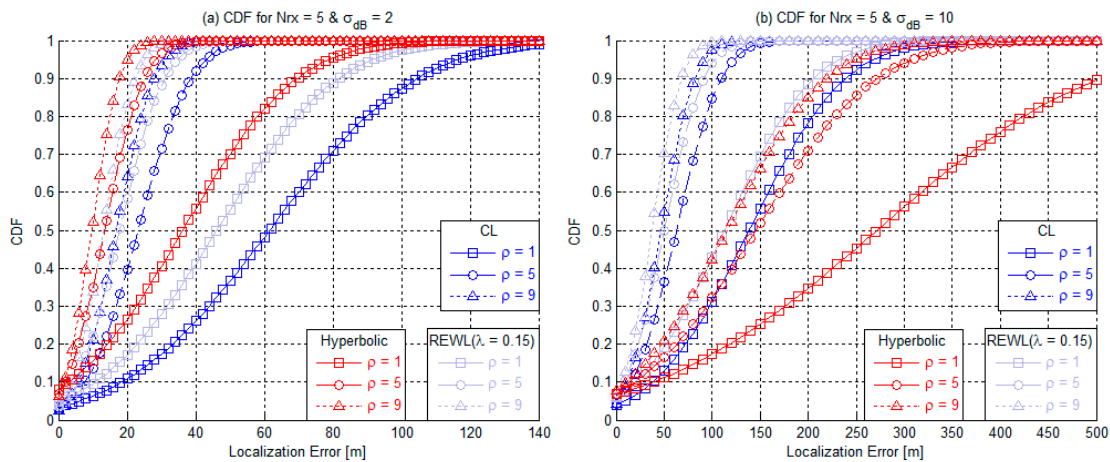 (a) CDF for Nrx = 5 & σdB = 2
CDF
1
0.9
0.8
0.7
0.6
0.5
0.4
0.3
0.2
0.1
0
0 20 40 60 80 100 120 140
Localization Error [m]
CL
ρ = 1
ρ = 5
ρ = 9
Hyperbolic
ρ = 1
ρ = 5
ρ = 9
REWL(λ = 0.15)
ρ = 1
ρ = 5
ρ = 9
(b) CDF for Nrx = 5 & σdB = 10
CDF
1
0.9
0.8
0.7
0.6
0.5
0.4
0.3
0.2
0.1
0
0 50 100 150 200 250 300 350 400 450 500
Localization Error [m]
CL
ρ = 1
ρ = 5
ρ = 9
Hyperbolic
ρ = 1
ρ = 5
ρ = 9
REWL(λ = 0.15)
ρ = 1
ρ = 5
ρ = 9